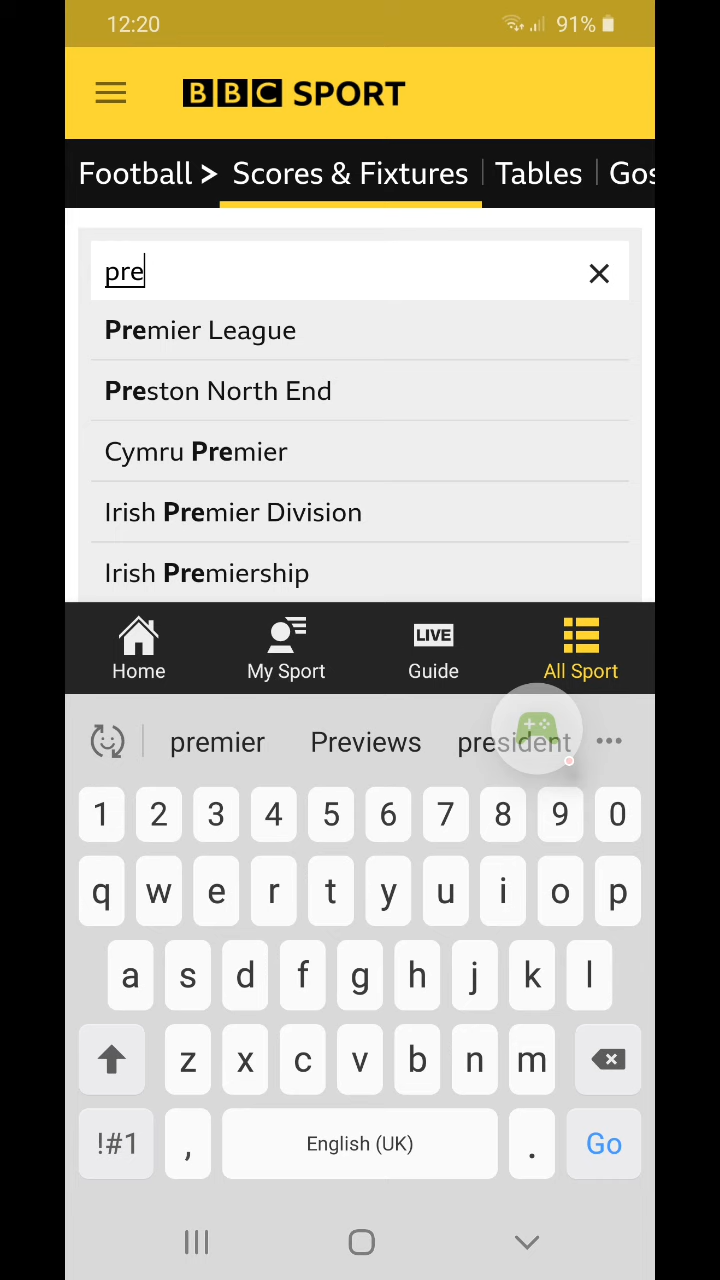 12:20 91%
BBC SPORT
Football > Scores & Fixtures Tables Gos
pre
Premier League
Preston North End
Cymru Premier
Irish Premier Division
Irish Premiership
LIVE
Home My Sport Guide All Sport
premier Previews president
1 2 3 4 5 6 7 8 9 0
q w e r t y u i o p
a s d f g h j k l
z x c v b n m
!#1 , English (UK) . Go